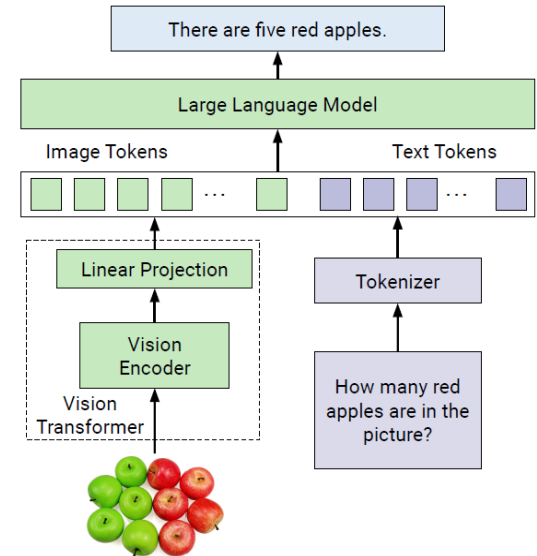 There are five red apples.
Large Language Model
Image Tokens
Text Tokens
...
...
Linear Projection
Tokenizer
Vision
Encoder
How many red
apples are in the
picture?
Vision
Transformer